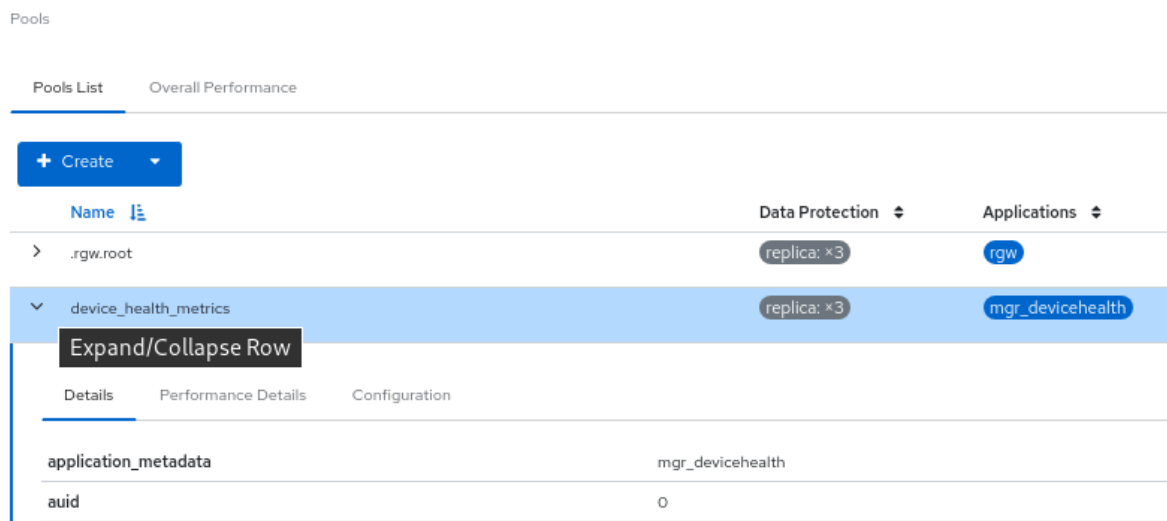 Pools
Pools List Overall Performance
+ Create
Name Data Protection Applications
.rgw.root replica: ×3 rgw
device_health_metrics replica: ×3 mgr_devicehealth
Expand/Collapse Row
Details Performance Details Configuration
application_metadata mgr_devicehealth
auid 0